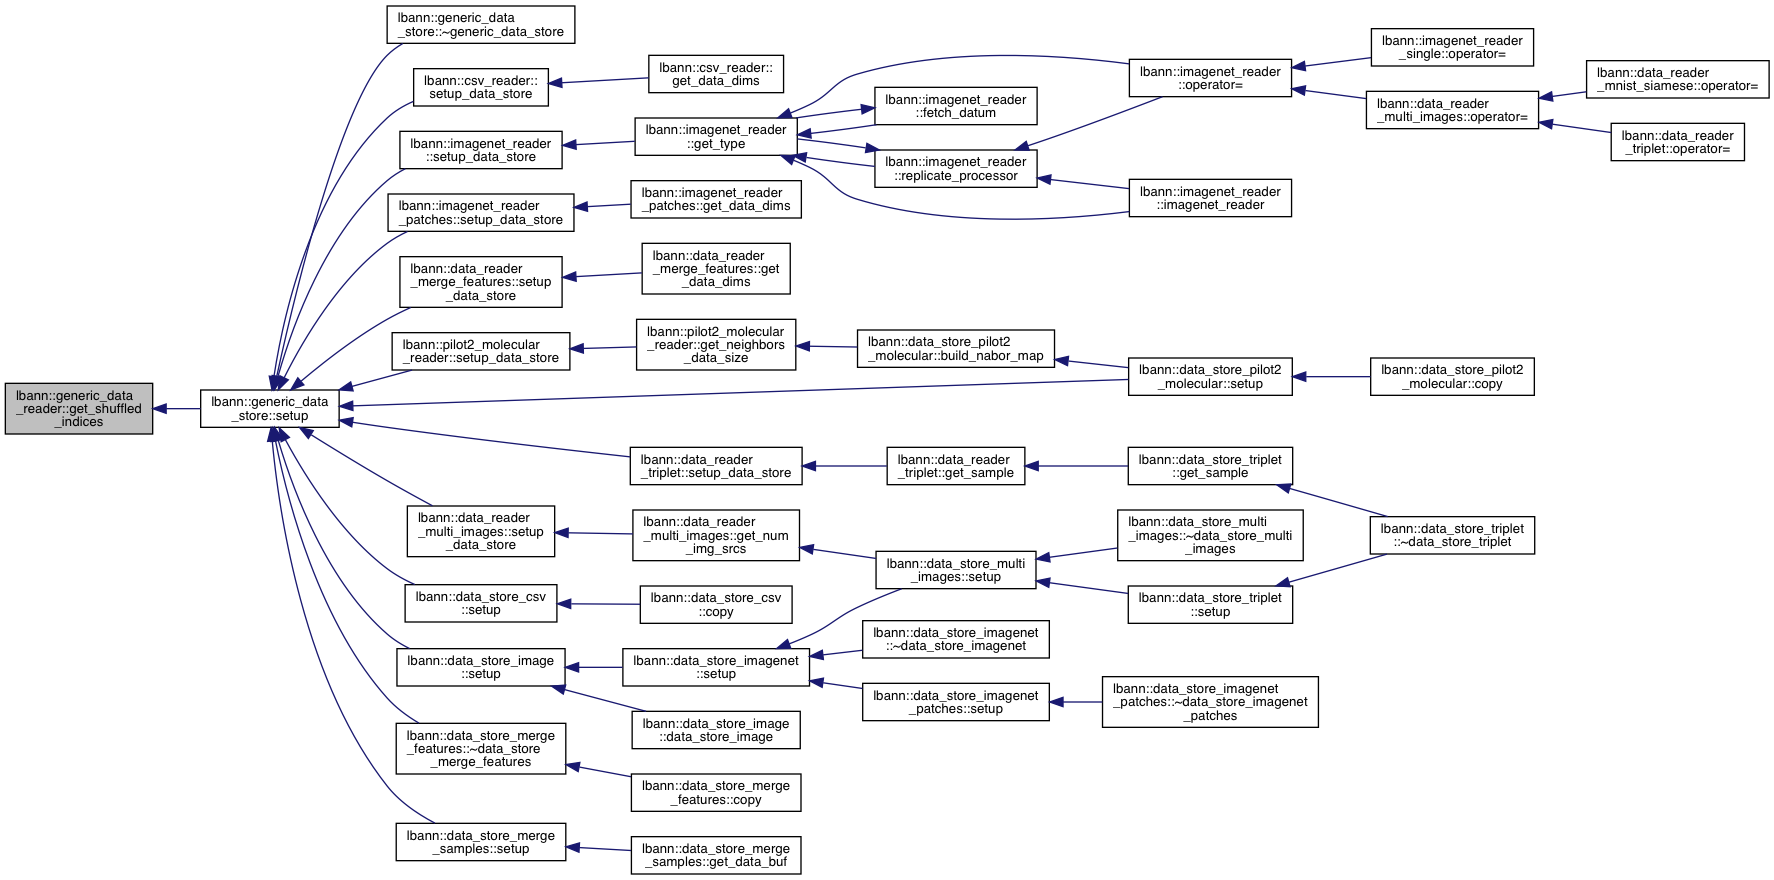 lbann::generic_data
_reader::get_shuffled
_indices
lbann::generic_data
_store::setup
lbann::generic_data
_store::~generic_data_store
lbann::csv_reader::
setup_data_store
lbann::imagenet_reader
::setup_data_store
lbann::imagenet_reader
_patches::setup_data_store
lbann::data_reader
_merge_features::setup
_data_store
lbann::pilot2_molecular
_reader::setup_data_store
lbann::data_reader
_triplet::setup_data_store
lbann::data_reader
_multi_images::setup
_data_store
lbann::data_store_csv
::setup
lbann::data_store_image
::setup
lbann::data_store_merge
_features::~data_store
_merge_features
lbann::data_store_merge
_samples::setup
lbann::csv_reader::
get_data_dims
lbann::imagenet_reader
::get_type
lbann::imagenet_reader
_patches::get_data_dims
lbann::data_reader
_merge_features::get
_data_dims
lbann::pilot2_molecular
_reader::get_neighbors
_data_size
lbann::data_reader
_multi_images::get_num
_img_srcs
lbann::data_store_csv
::copy
lbann::data_store_imagenet
::setup
lbann::data_store_image
::data_store_image
lbann::data_store_merge
_features::copy
lbann::data_store_merge
_samples::get_data_buf
lbann::imagenet_reader
::fetch_datum
lbann::imagenet_reader
::replicate_processor
lbann::data_store_pilot2
_molecular::build_nabor_map
lbann::data_reader
_triplet::get_sample
lbann::data_store_multi
_images::setup
lbann::data_store_imagenet
::~data_store_imagenet
lbann::data_store_imagenet
_patches::setup
lbann::imagenet_reader
::operator=
lbann::imagenet_reader
::imagenet_reader
lbann::data_store_pilot2
_molecular::setup
lbann::data_store_triplet
::get_sample
lbann::data_store_multi
_images::~data_store_multi
_images
lbann::data_store_triplet
::setup
lbann::data_store_imagenet
_patches::~data_store_imagenet
_patches
lbann::imagenet_reader
_single::operator=
lbann::data_reader
_multi_images::operator=
lbann::data_store_pilot2
_molecular::copy
lbann::data_store_triplet
::~data_store_triplet
lbann::data_reader
_mnist_siamese::operator=
lbann::data_reader
_triplet::operator=